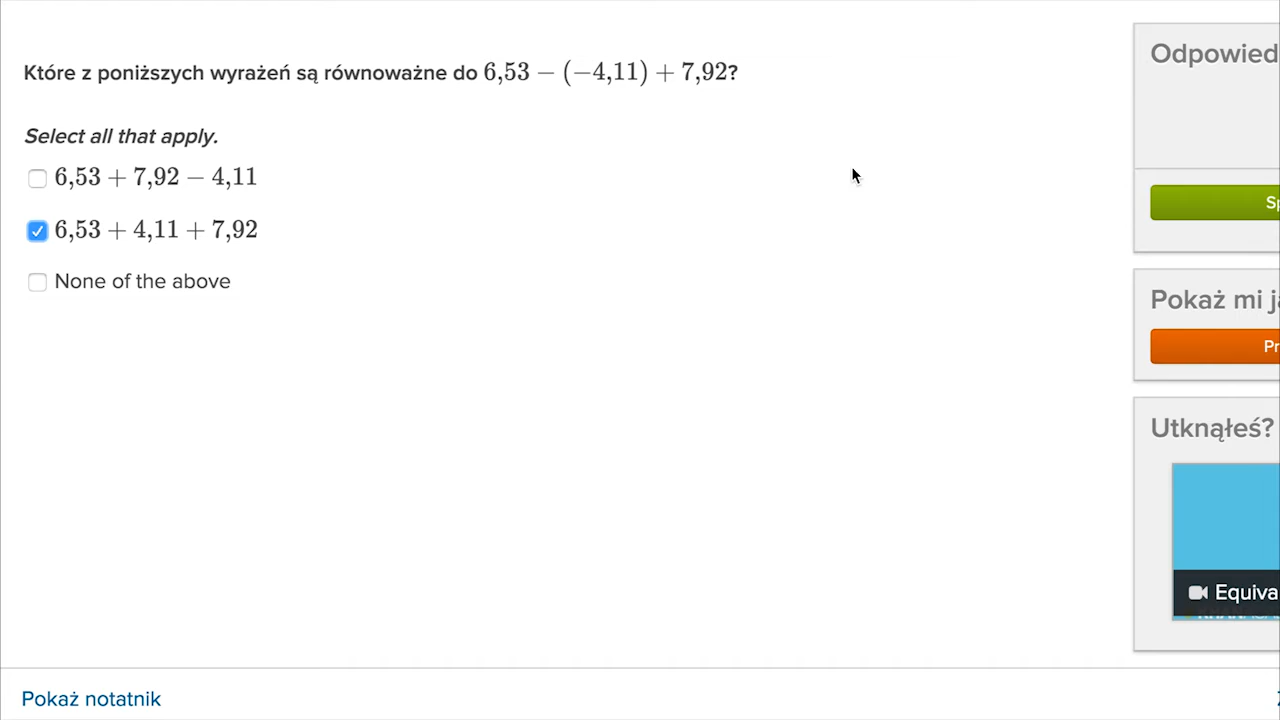 Które z poniższych wyrażeń są równoważne do 6,53 − (−4,11) + 7,92?
Select all that apply.
6,53 + 7,92 − 4,11
6,53 + 4,11 + 7,92
None of the above
Odpowied
Sp
Pokaż mi ja
Pr
Utknąłeś?
Equiva
Pokaż notatnik